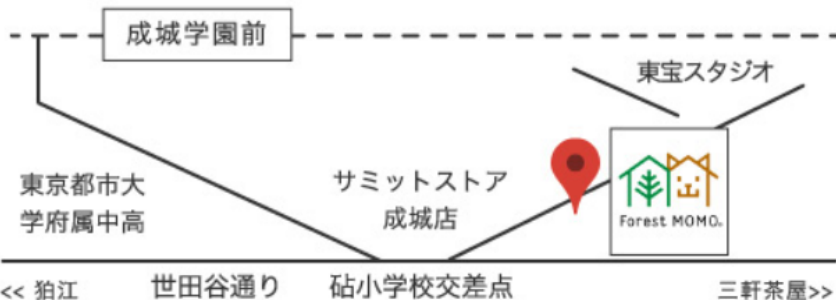 成城学園前
東宝スタジオ
東京都市大
学府属中高
サミットストア
成城店
Forest MOMO.
<< 狛江
世田谷通り
砧小学校交差点
三軒茶屋>>